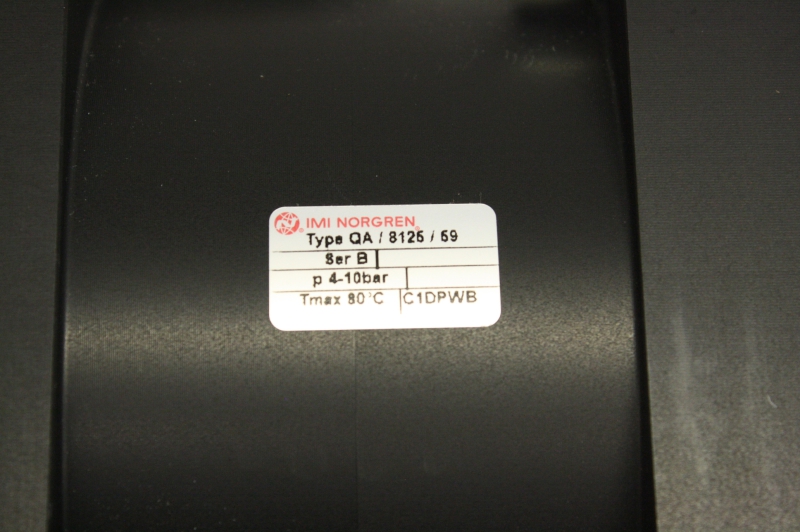 IMI NORGREN®
Type QA / 8125 / 59
Ser B
p 4-10bar
Tmax 80°C C1DPWB